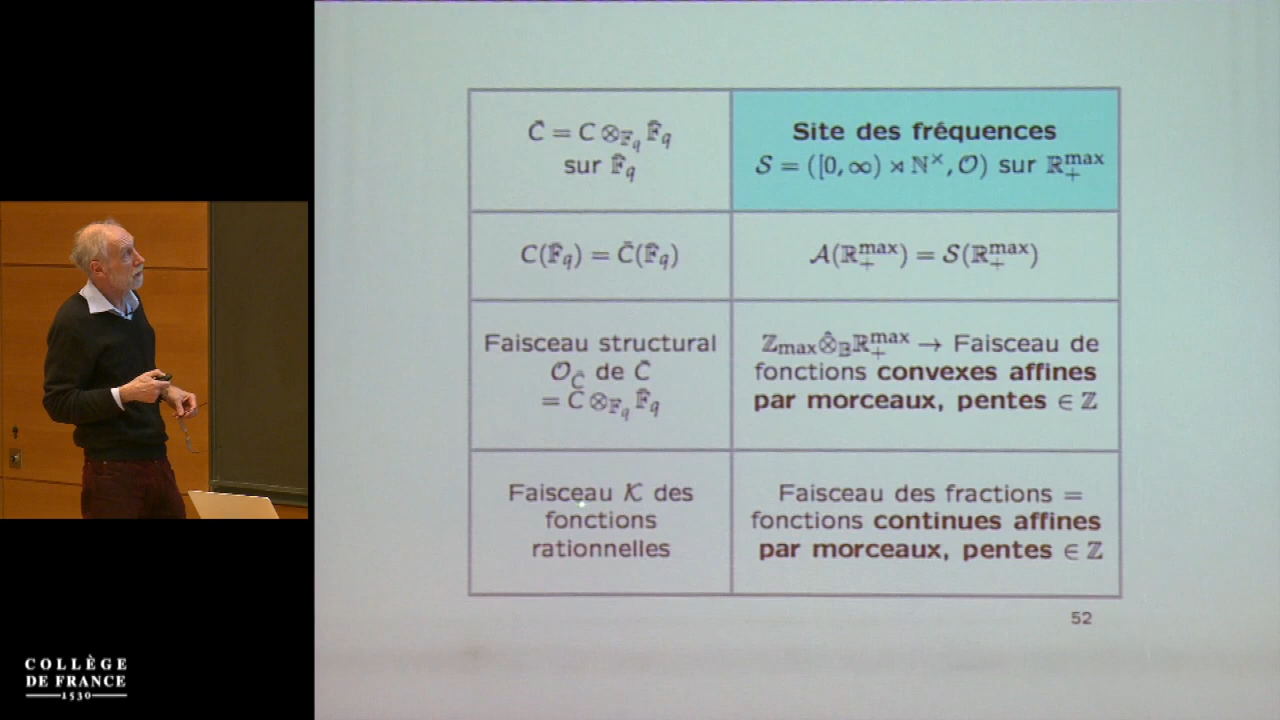 C̄ = C ⊗_{𝔽_q} 𝔽̄_q
sur 𝔽̄_q
Site des fréquences
𝒮 = ([0, ∞) ⋊ ℕ^×, 𝒪) sur ℝ_+^max
C(𝔽̄_q) = C̄(𝔽̄_q)
𝒜(ℝ_+^max) = 𝒮(ℝ_+^max)
Faisceau structural
𝒪_C̄ de C̄
= C ⊗_{𝔽_q} 𝔽̄_q
ℤ_max ⊗̂_𝔹 ℝ_+^max → Faisceau de
fonctions convexes affines
par morceaux, pentes ∈ ℤ
Faisceau 𝒦 des
fonctions
rationnelles
Faisceau des fractions =
fonctions continues affines
par morceaux, pentes ∈ ℤ
52
COLLÈGE
DE FRANCE
1530